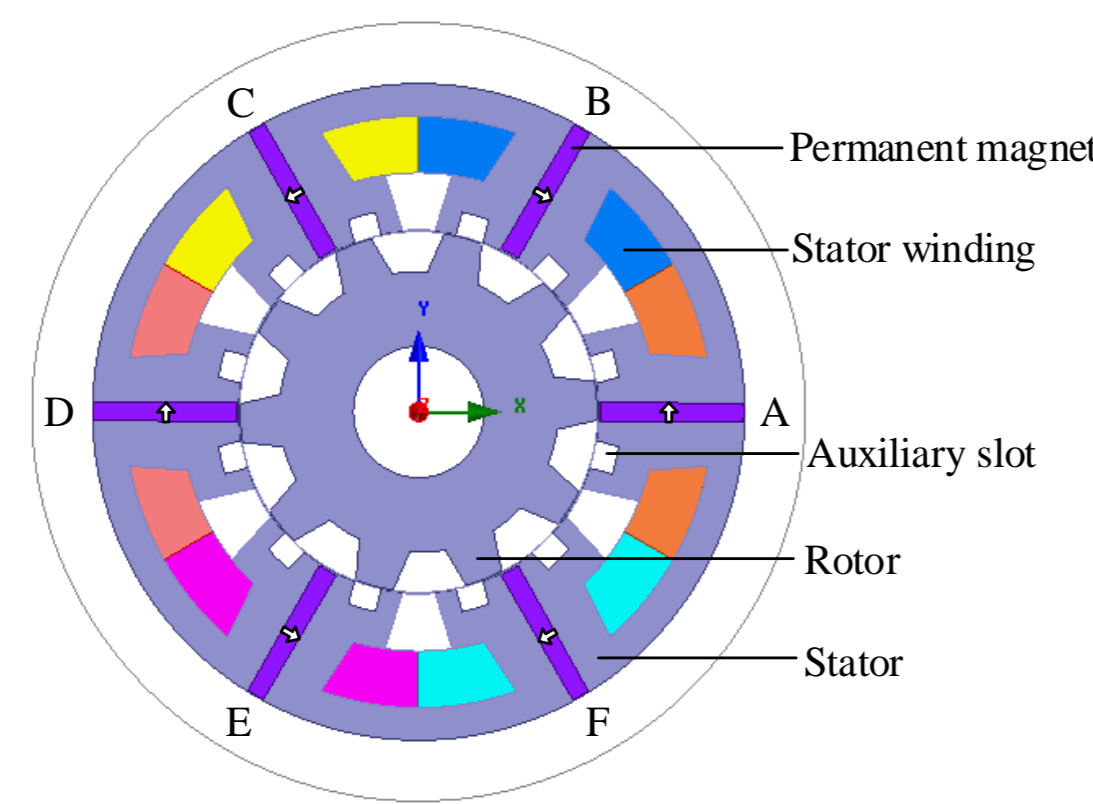 C
B
Permanent magnet
Stator winding
Y
X
D
A
Auxiliary slot
Rotor
Stator
E
F